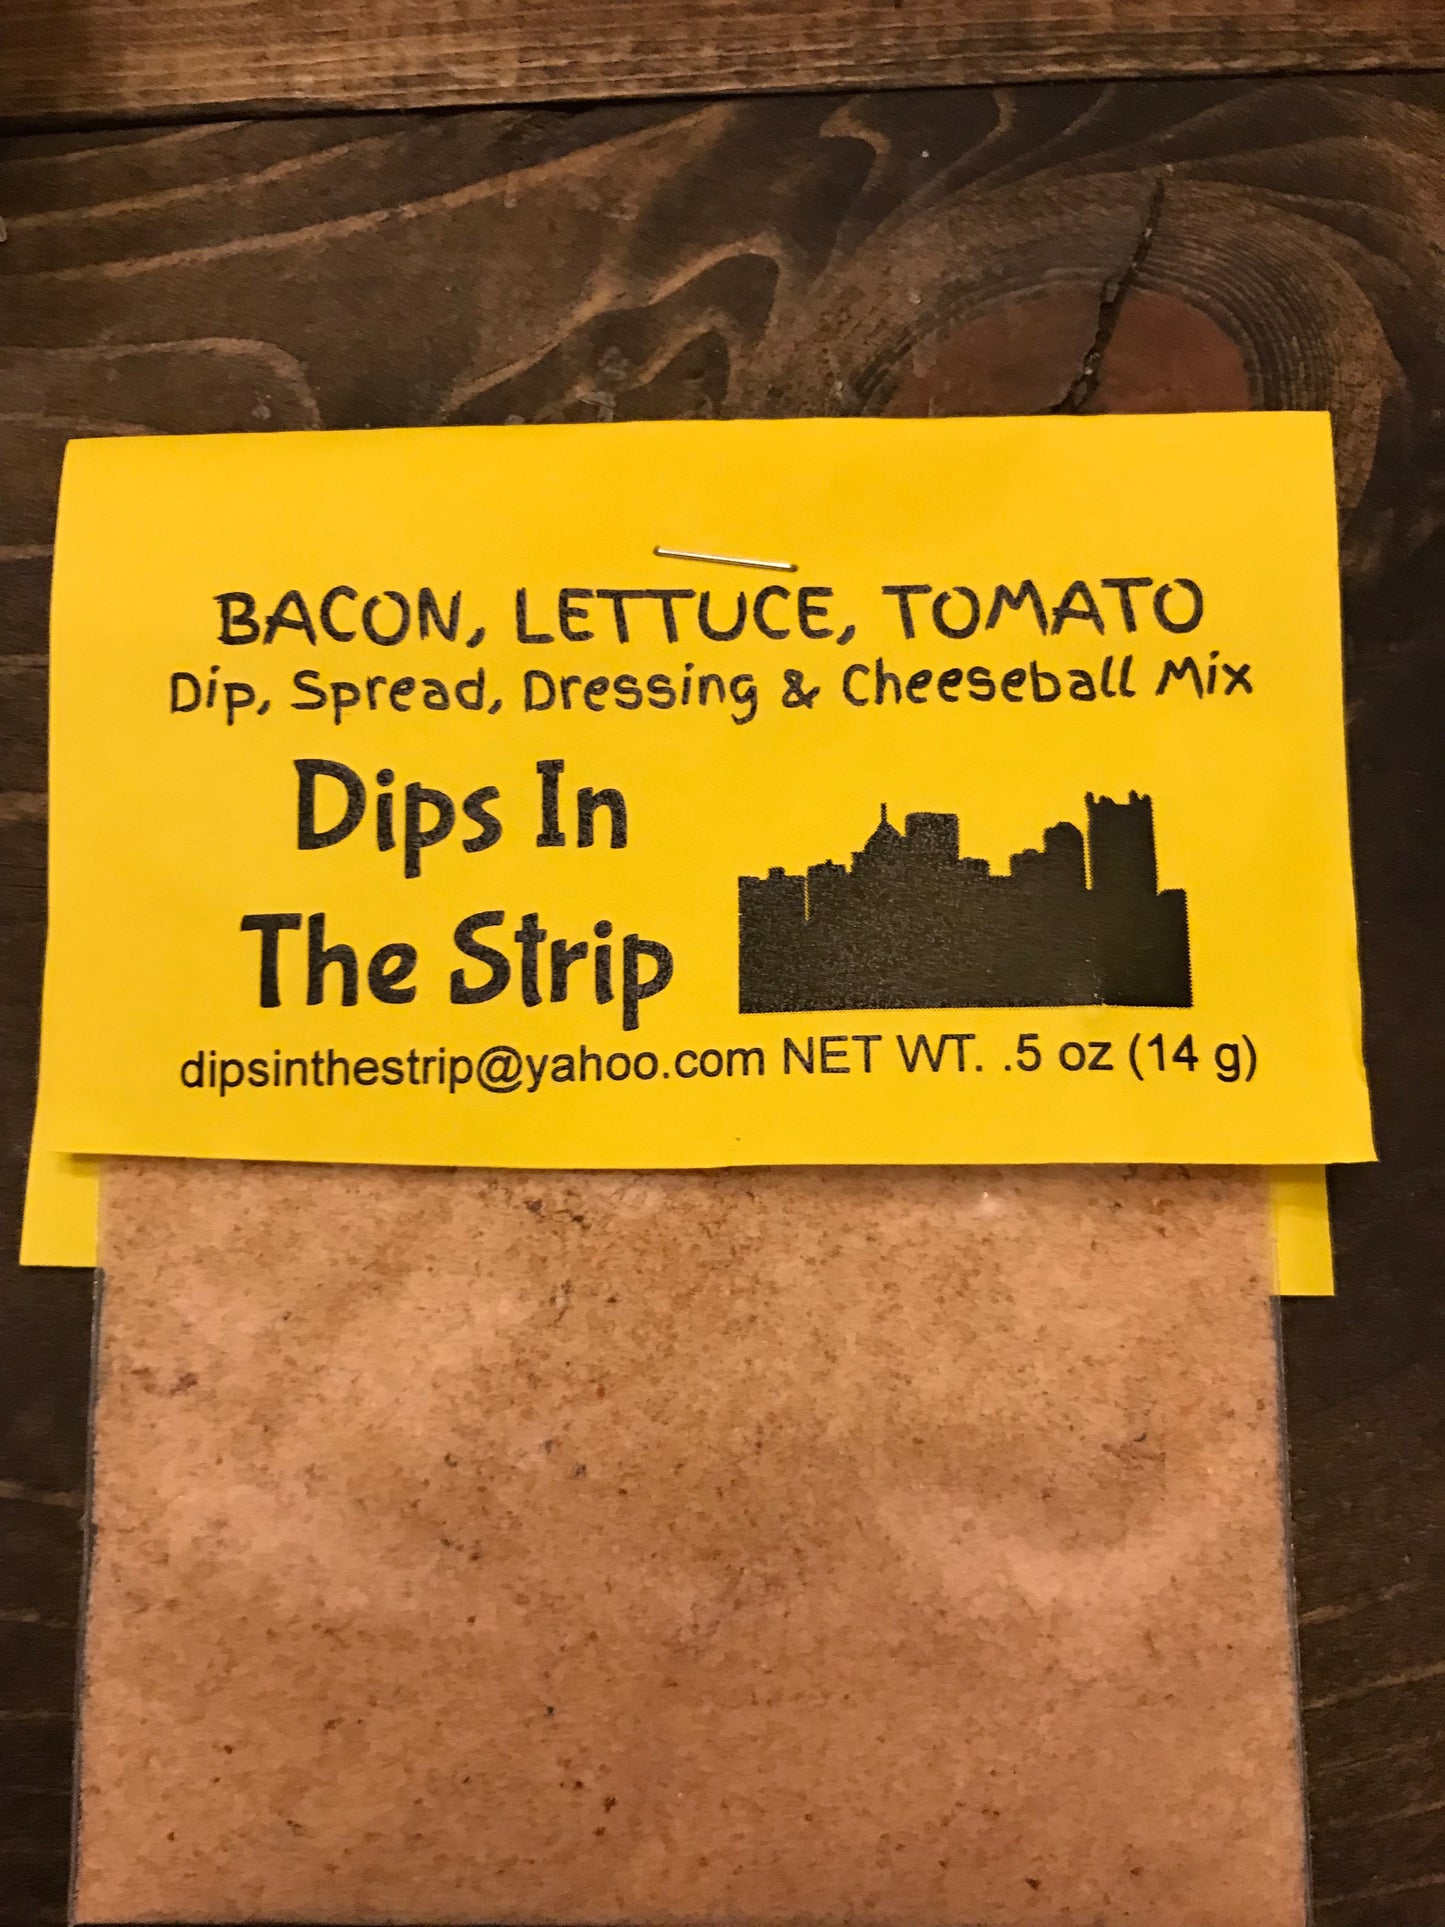 BACON, LETTUCE, TOMATO
Dip, Spread, Dressing & Cheeseball Mix
Dips In
The Strip
dipsinthestrip@yahoo.com NET WT. .5 oz (14 g)